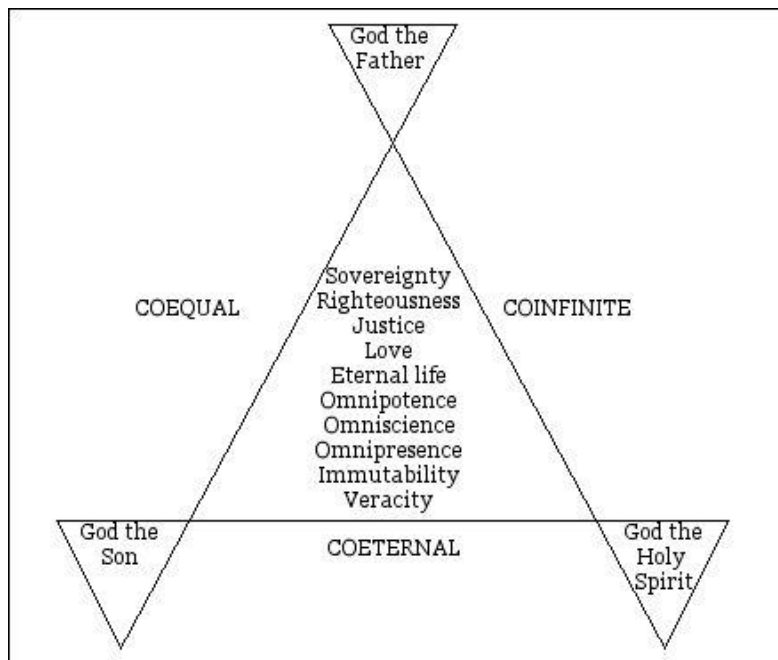 God the
Father
Sovereignty
Righteousness
COEQUAL
COINFINITE
Justice
Love
Eternal life
Omnipotence
Omniscience
Omnipresence
Immutability
Veracity
God the
Son
COETERNAL
God the
Holy
Spirit